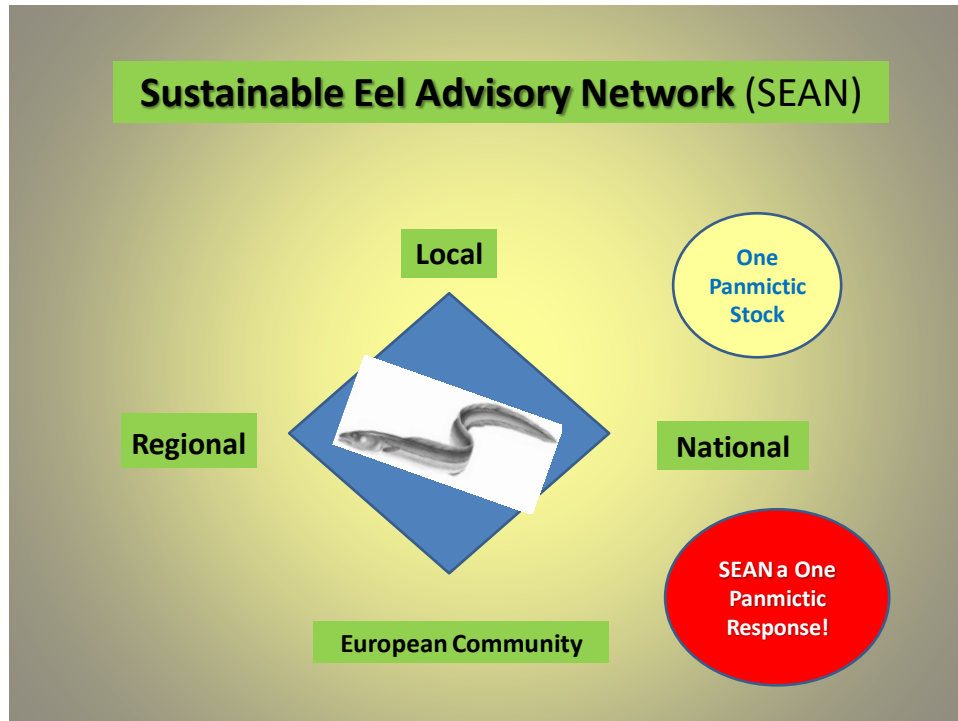 Sustainable Eel Advisory Network (SEAN)
Local
One
Panmictic
Stock
Regional
National
SEAN a One
Panmictic
Response!
European Community